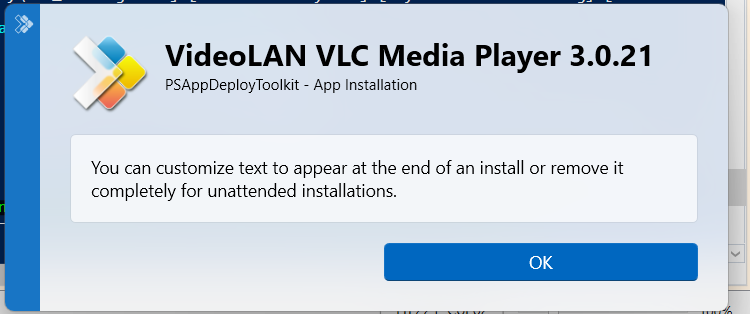 VideoLAN VLC Media Player 3.0.21
PSAppDeployToolkit - App Installation
You can customize text to appear at the end of an install or remove it
completely for unattended installations.
OK
100%